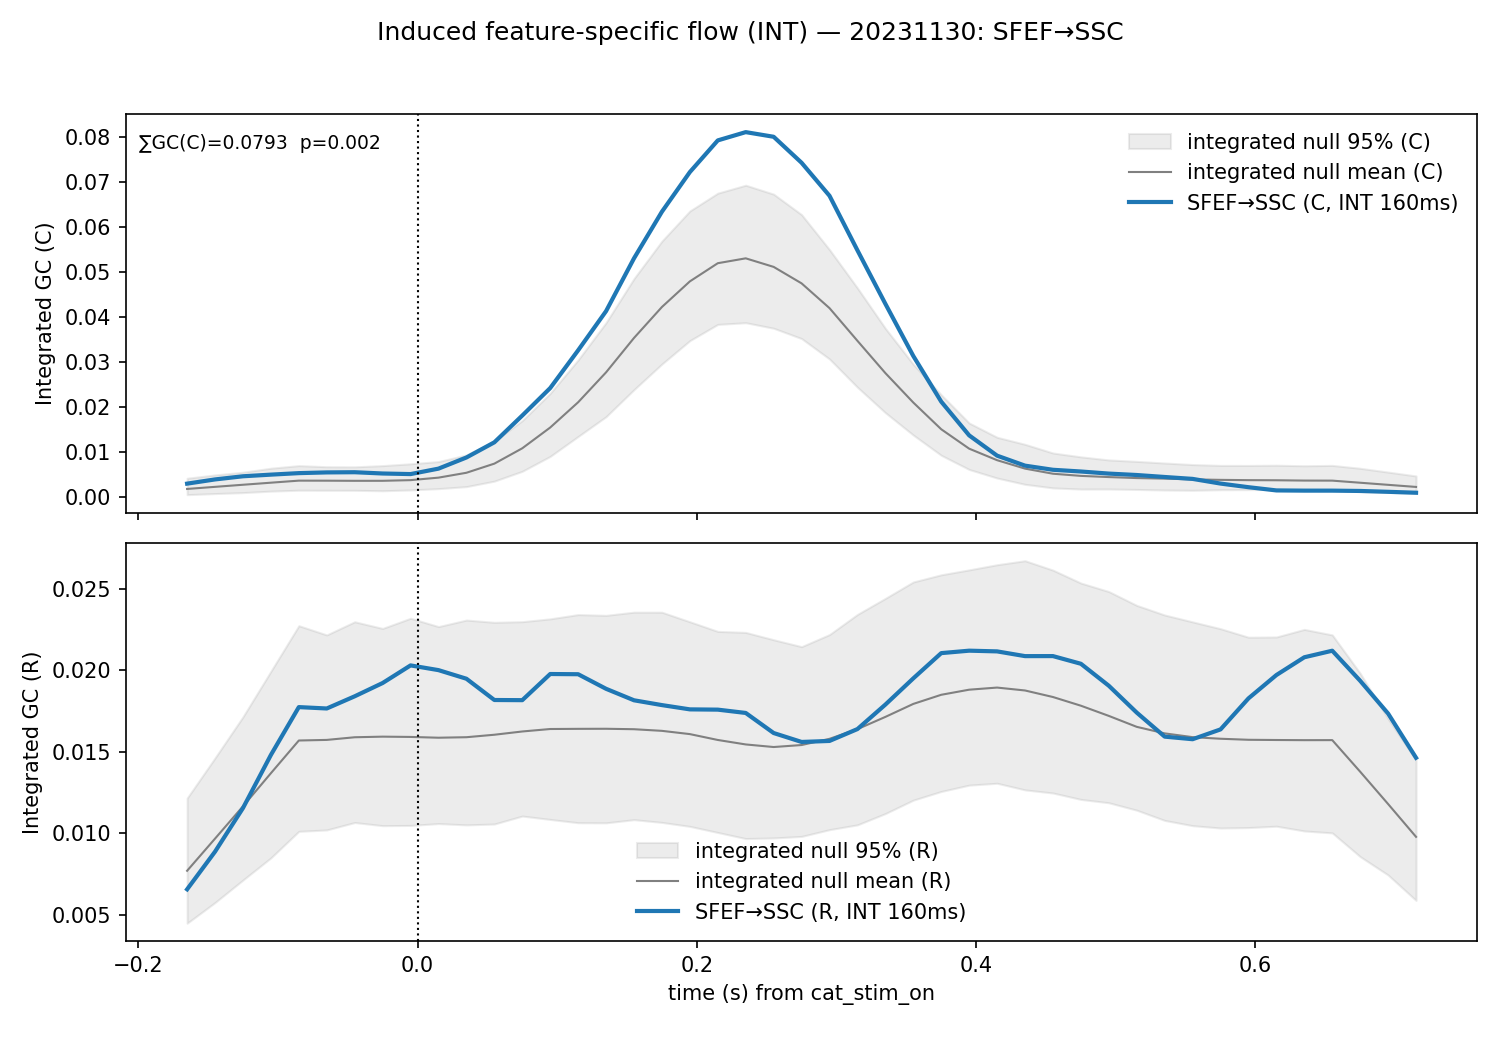 Induced feature-specific flow (INT) — 20231130: SFEF→SSC
∑GC(C)=0.0793  p=0.002
integrated null 95% (C)
integrated null mean (C)
SFEF→SSC (C, INT 160ms)
Integrated GC (C)
0.08
0.07
0.06
0.05
0.04
0.03
0.02
0.01
0.00
Integrated GC (R)
0.025
0.020
0.015
0.010
0.005
integrated null 95% (R)
integrated null mean (R)
SFEF→SSC (R, INT 160ms)
−0.2 0.0 0.2 0.4 0.6
time (s) from cat_stim_on